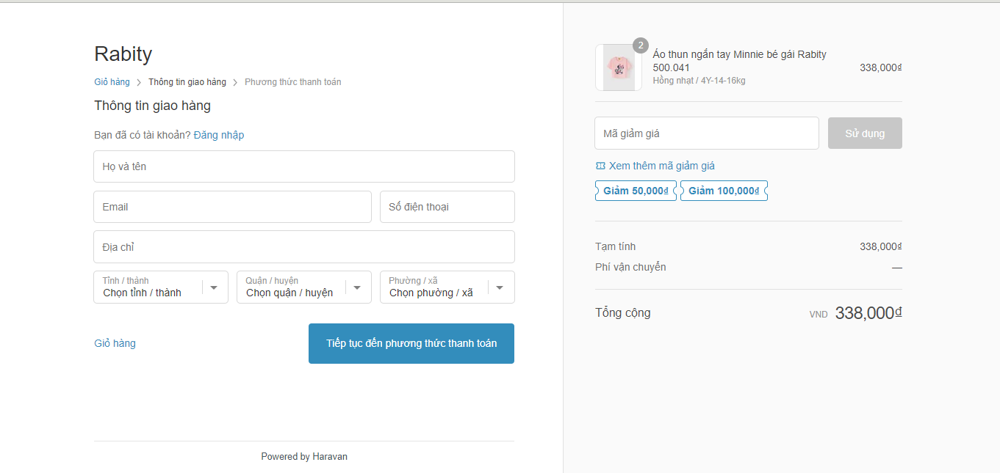 Rabity
Giỏ hàng > Thông tin giao hàng > Phương thức thanh toán
Thông tin giao hàng
Bạn đã có tài khoản? Đăng nhập
Họ và tên
Email
Số điện thoại
Địa chỉ
Tỉnh / thành
Chọn tỉnh / thành
Quận / huyện
Chọn quận / huyện
Phường / xã
Chọn phường / xã
Giỏ hàng
Tiếp tục đến phương thức thanh toán
Powered by Haravan
2
Áo thun ngắn tay Minnie bé gái Rabity
500.041
338,000₫
Hồng nhạt / 4Y-14-16kg
Mã giảm giá
Sử dụng
Xem thêm mã giảm giá
Giảm 50,000₫
Giảm 100,000₫
Tạm tính 338,000₫
Phí vận chuyển —
Tổng cộng VND 338,000₫